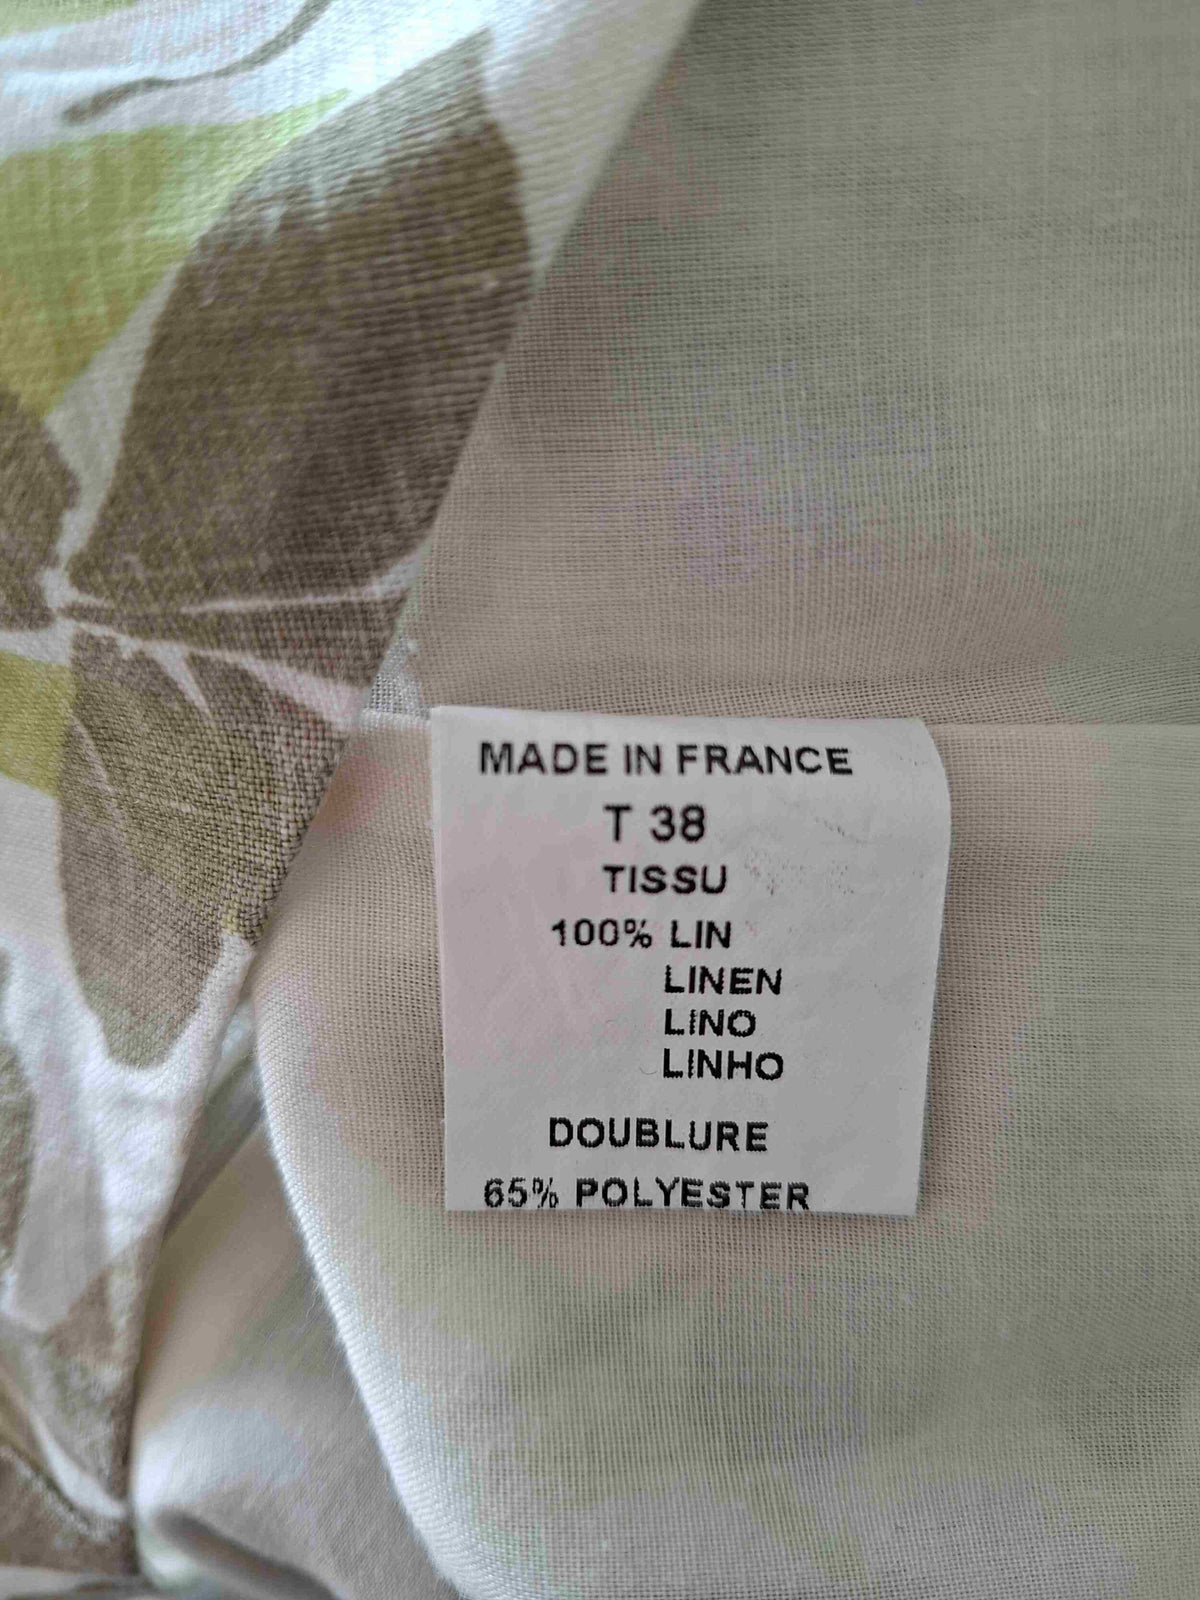 MADE IN FRANCE
T 38
TISSU
100% LIN
LINEN
LINO
LINHO
DOUBLURE
65% POLYESTER